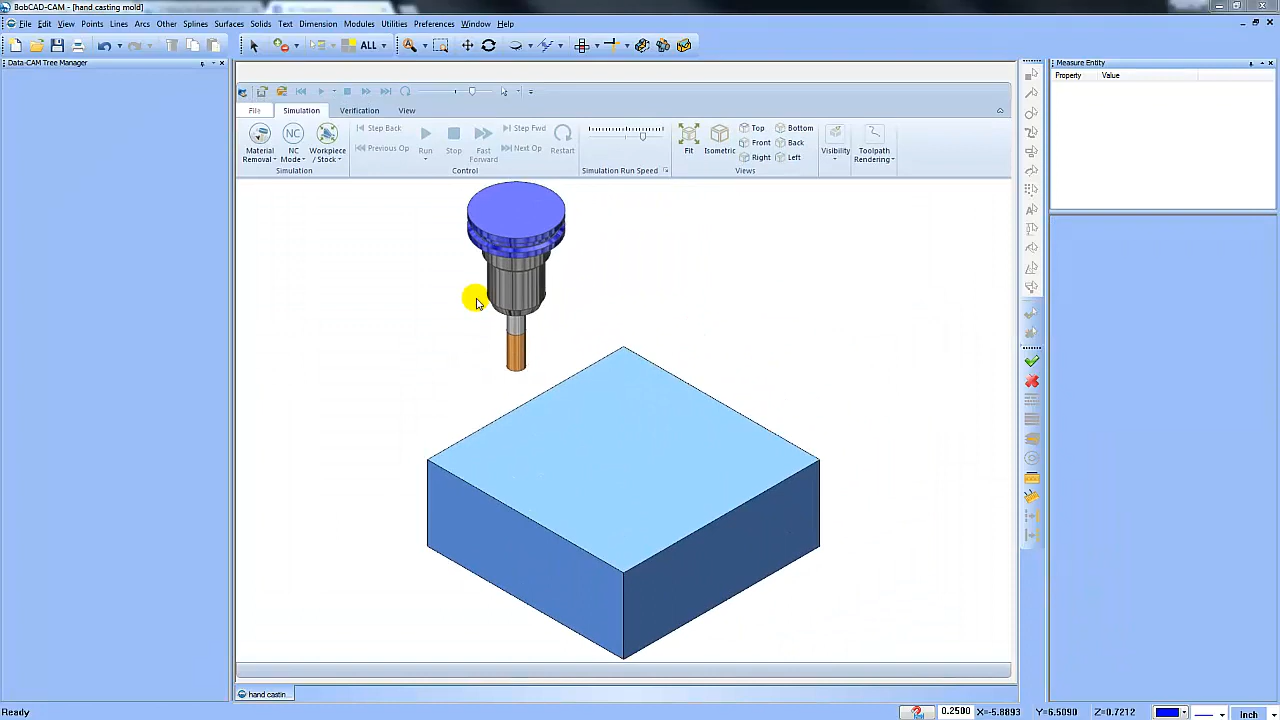 BobCAD-CAM - [hand casting mold]
File Edit View Points Lines Arcs Other Splines Surfaces Solids Text Dimension Modules Utilities Preferences Window Help
ALL
Data-CAM Tree Manager
Measure Entity
Property Value
File Simulation Verification View
Material Removal
NC Mode
Workpiece / Stock
Simulation
Step Back
Previous Op
Run
Stop
Fast Forward
Step Fwd
Next Op
Restart
Control
Simulation Run Speed
Fit
Isometric
Top
Front
Right
Bottom
Back
Left
Views
Visibility
Toolpath Rendering
hand castin...
Ready
0.2500 X=-5.8893 Y=6.5090 Z=0.7212
Inch